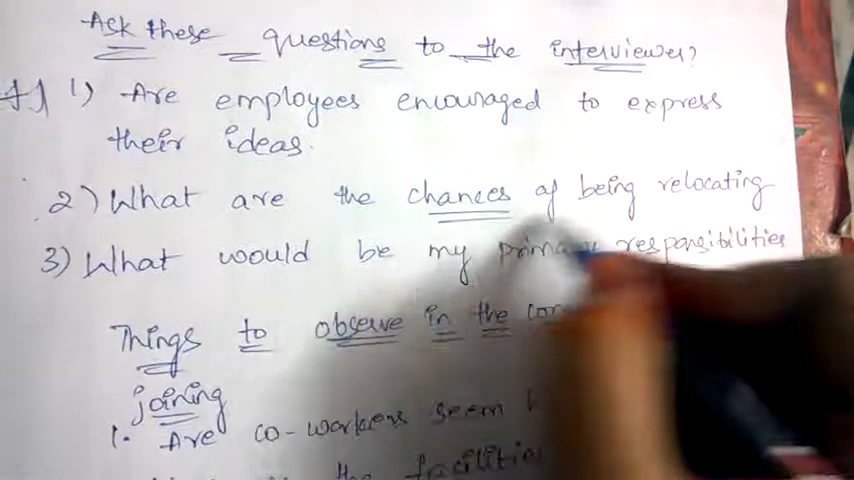 Ask these questions to the interviewer?
1) Are employees encouraged to express
their ideas.
2) What are the chances of being relocating
3) What would be my primary responsibilities
Things to observe in the
joining
1. Are co-workers seem
the